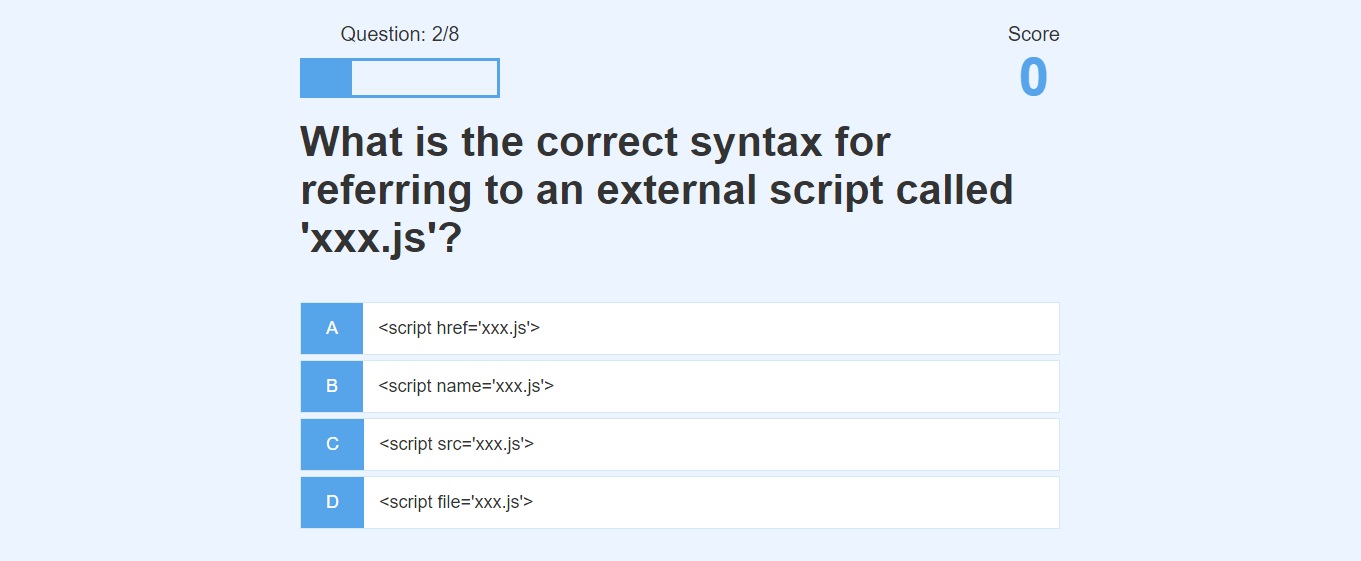 Question: 2/8
Score
0
What is the correct syntax for
referring to an external script called
'xxx.js'?
A <script href='xxx.js'>
B <script name='xxx.js'>
C <script src='xxx.js'>
D <script file='xxx.js'>